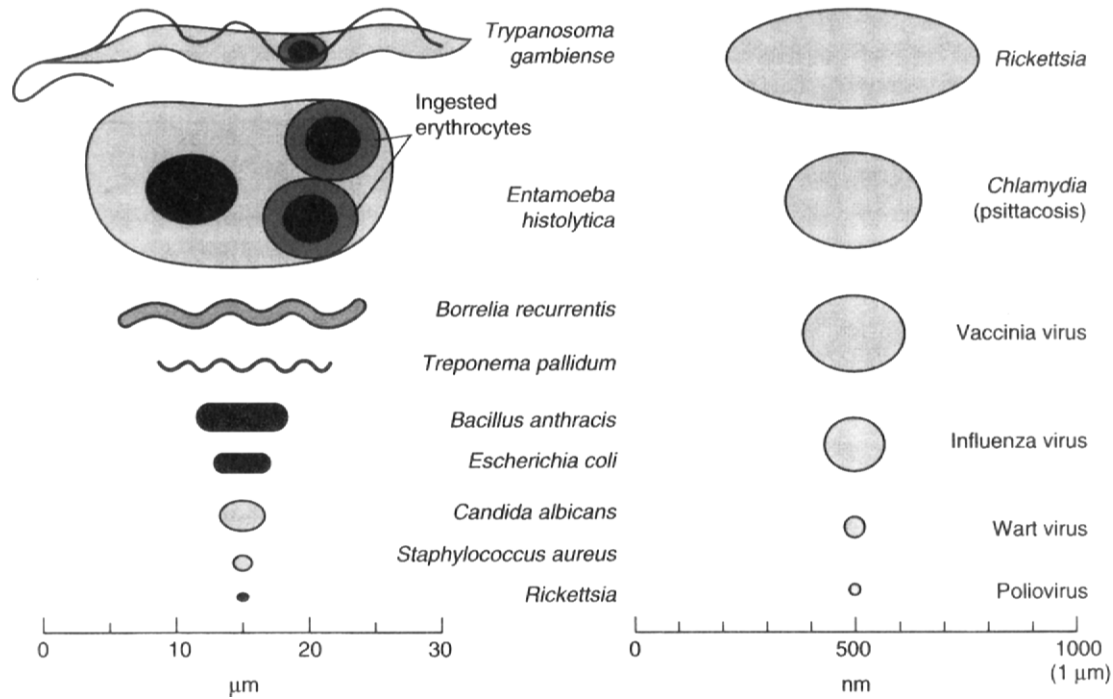 Trypanosoma
gambiense
Ingested
erythrocytes
Entamoeba
histolytica
Borrelia recurrentis
Treponema pallidum
Bacillus anthracis
Escherichia coli
Candida albicans
Staphylococcus aureus
Rickettsia
0 10 20 30
μm
Rickettsia
Chlamydia
(psittacosis)
Vaccinia virus
Influenza virus
Wart virus
Poliovirus
0 500 1000
(1 μm)
nm